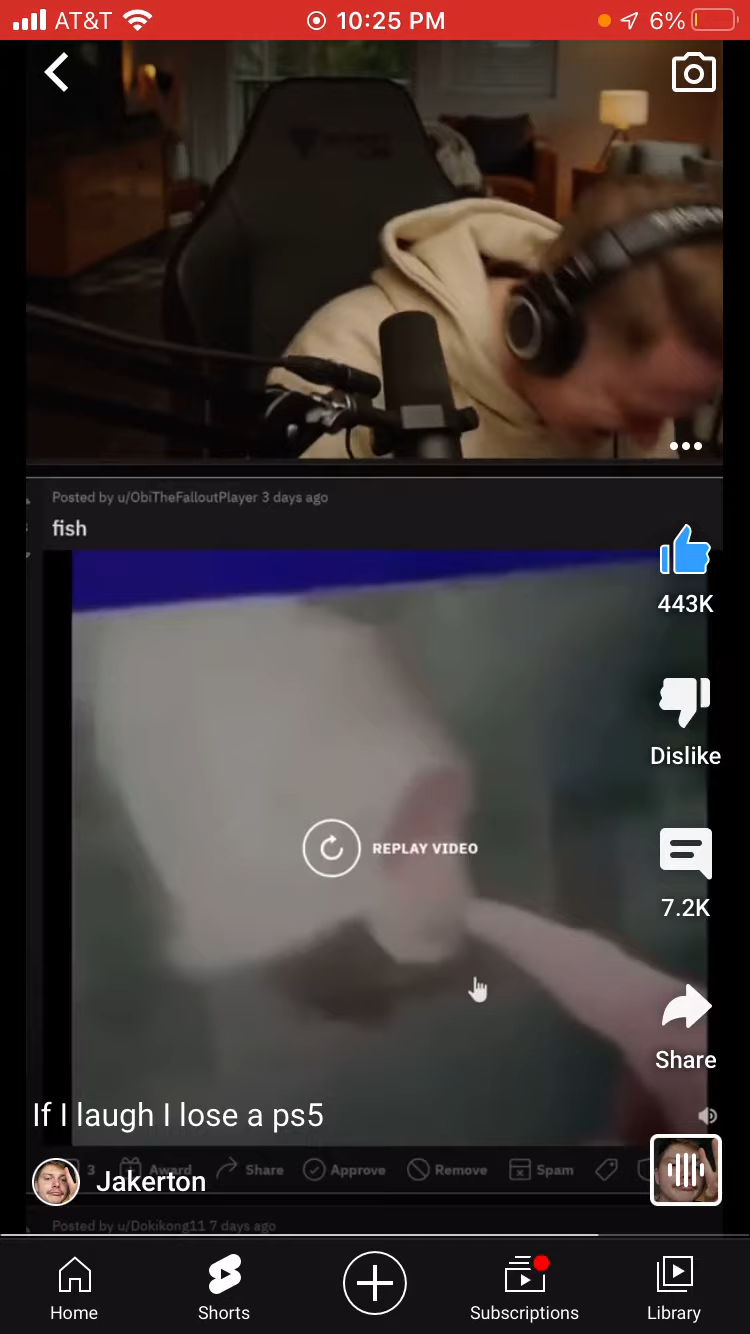 AT&T 10:25 PM 6%
Posted by u/ObiTheFalloutPlayer 3 days ago
fish
443K
Dislike
REPLAY VIDEO
7.2K
Share
If I laugh I lose a ps5
3 Award Share Approve Remove Spam
Jakerton
Posted by u/Dokikong11 7 days ago
Home Shorts Subscriptions Library